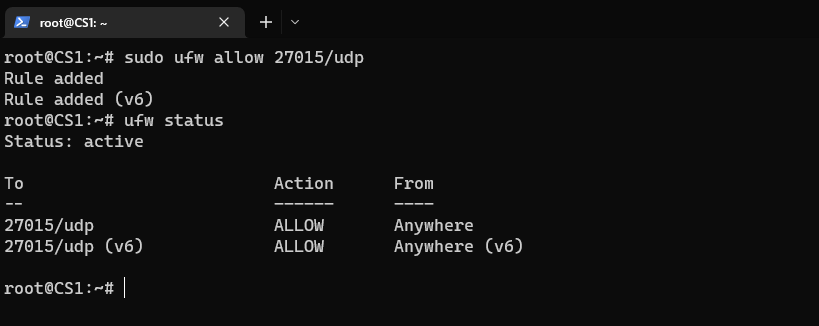 root@CS1: ~
root@CS1:~# sudo ufw allow 27015/udp
Rule added
Rule added (v6)
root@CS1:~# ufw status
Status: active
To Action From
-- ------ ----
27015/udp ALLOW Anywhere
27015/udp (v6) ALLOW Anywhere (v6)
root@CS1:~#